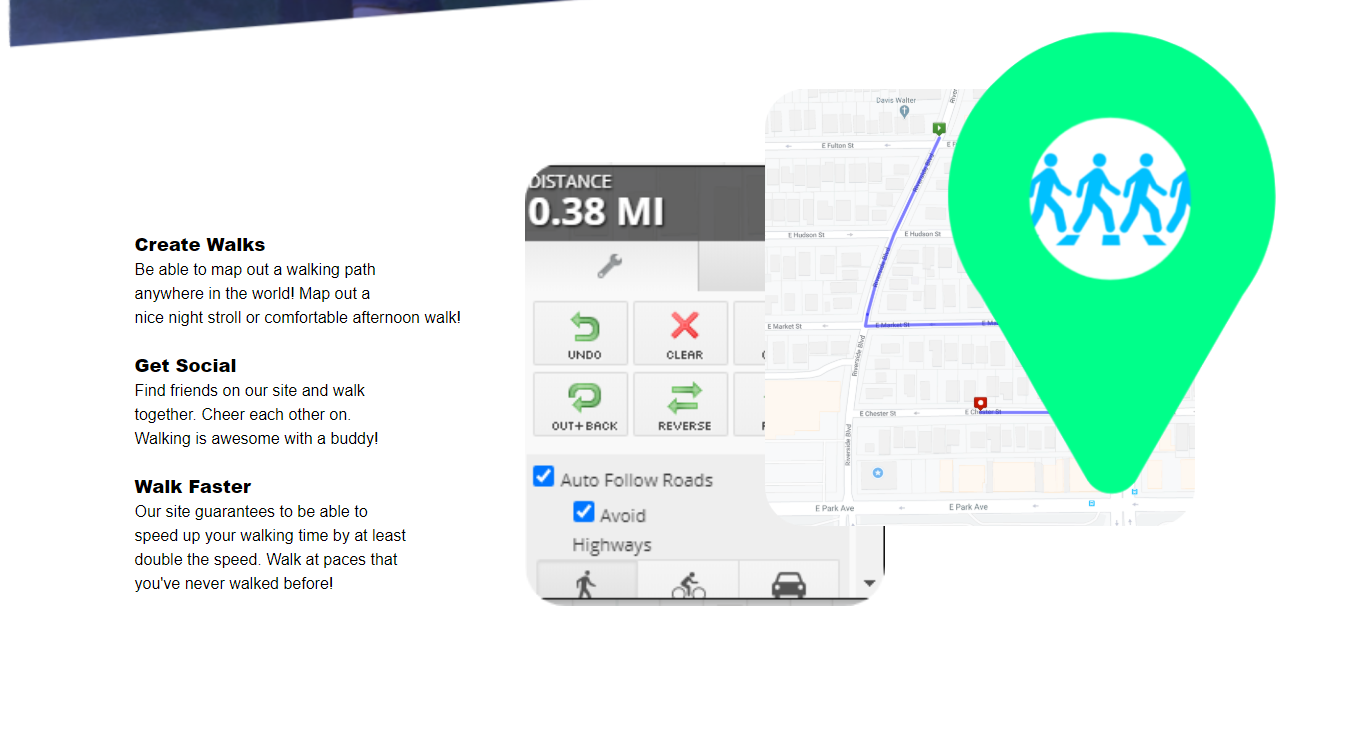 Create Walks
Be able to map out a walking path
anywhere in the world! Map out a
nice night stroll or comfortable afternoon walk!
Get Social
Find friends on our site and walk
together. Cheer each other on.
Walking is awesome with a buddy!
Walk Faster
Our site guarantees to be able to
speed up your walking time by at least
double the speed. Walk at paces that
you've never walked before!
DISTANCE
0.38 MI
UNDO
CLEAR
OUT+BACK
REVERSE
Auto Follow Roads
Avoid
Highways
Davis Walter
E Fulton St
Riverside Blvd
E Hudson St
E Hudson St
Riverside Blvd
E Market St
E Market St
Riverside Blvd
E Chester St
E Chester St
Riverside Blvd
E Park Ave
E Park Ave